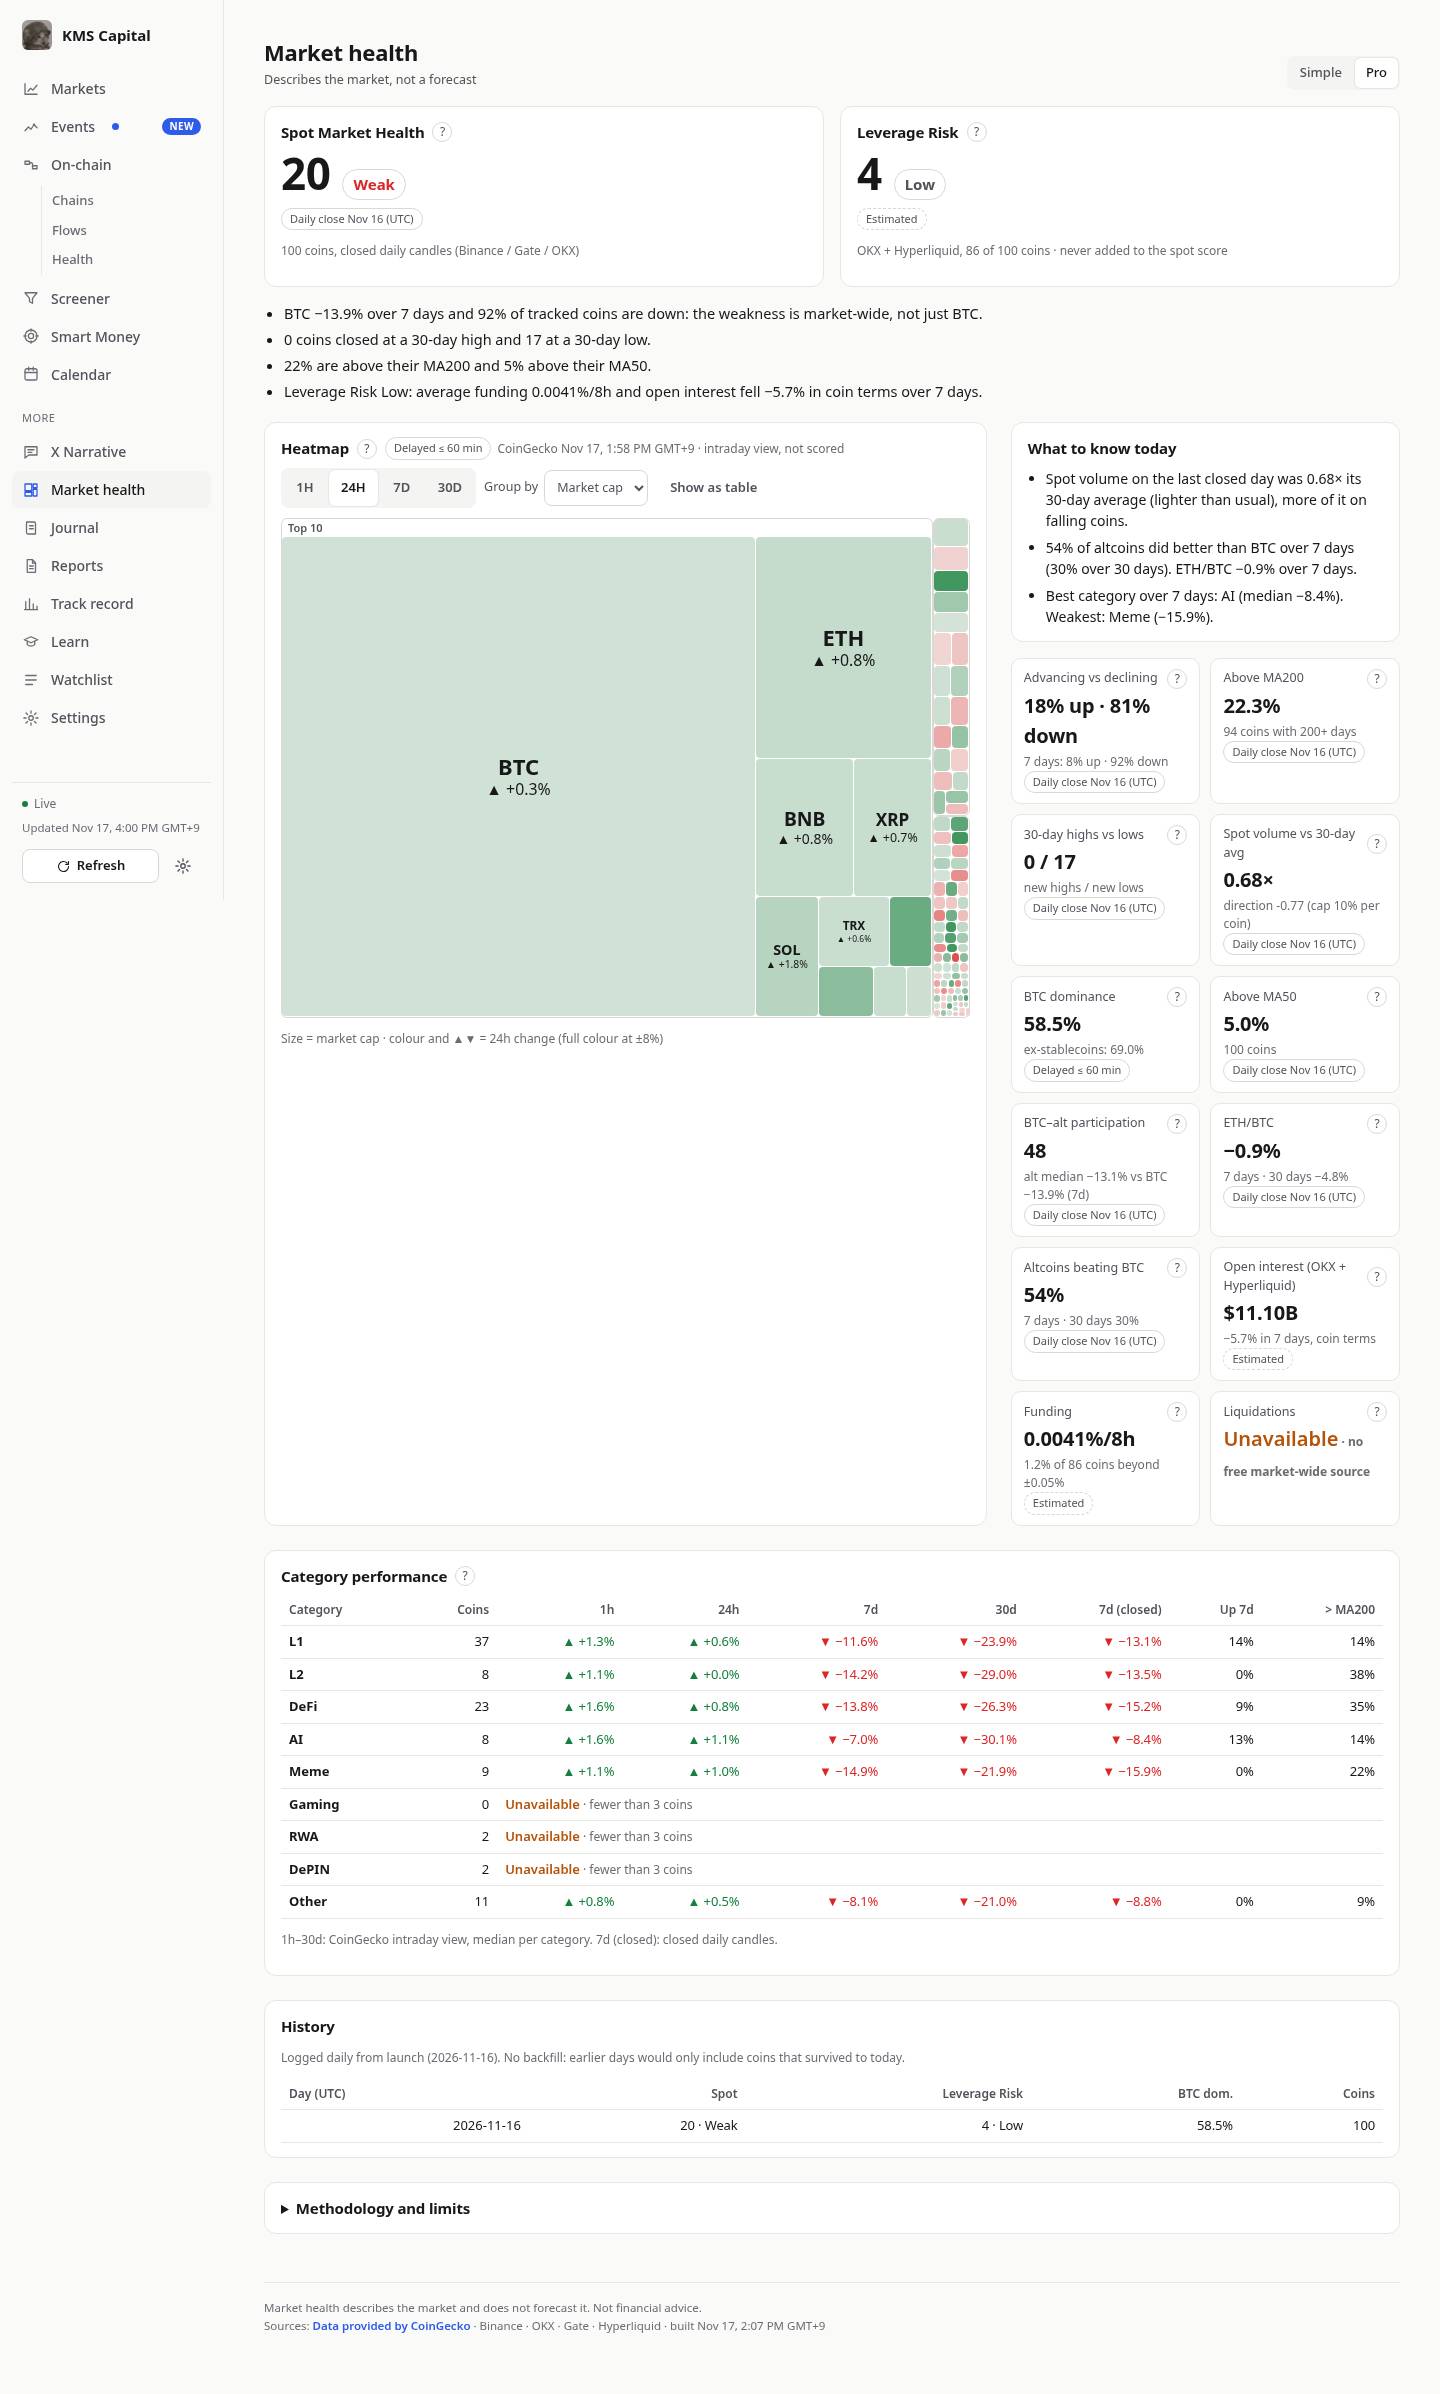 KMS Capital
Markets
Events
NEW
On-chain
Chains
Flows
Health
Screener
Smart Money
Calendar
MORE
X Narrative
Market health
Journal
Reports
Track record
Learn
Watchlist
Settings
Live
Updated Nov 17, 4:00 PM GMT+9
Refresh
Market health
Describes the market, not a forecast
Simple Pro
Spot Market Health ?
20 Weak
Daily close Nov 16 (UTC)
100 coins, closed daily candles (Binance / Gate / OKX)
Leverage Risk ?
4 Low
Estimated
OKX + Hyperliquid, 86 of 100 coins · never added to the spot score
• BTC −13.9% over 7 days and 92% of tracked coins are down: the weakness is market-wide, not just BTC.
• 0 coins closed at a 30-day high and 17 at a 30-day low.
• 22% are above their MA200 and 5% above their MA50.
• Leverage Risk Low: average funding 0.0041%/8h and open interest fell −5.7% in coin terms over 7 days.
Heatmap ? Delayed ≤ 60 min CoinGecko Nov 17, 1:58 PM GMT+9 · intraday view, not scored
1H 24H 7D 30D Group by Market cap Show as table
Top 10
BTC
▲ +0.3%
ETH
▲ +0.8%
BNB
▲ +0.8%
XRP
▲ +0.7%
SOL
▲ +1.8%
TRX
▲ +0.6%
Size = market cap · colour and ▲▼ = 24h change (full colour at ±8%)
What to know today
• Spot volume on the last closed day was 0.68× its
30-day average (lighter than usual), more of it on
falling coins.
• 54% of altcoins did better than BTC over 7 days
(30% over 30 days). ETH/BTC −0.9% over 7 days.
• Best category over 7 days: AI (median −8.4%).
Weakest: Meme (−15.9%).
Advancing vs declining ?
18% up · 81%
down
7 days: 8% up · 92% down
Daily close Nov 16 (UTC)
Above MA200 ?
22.3%
94 coins with 200+ days
Daily close Nov 16 (UTC)
30-day highs vs lows ?
0 / 17
new highs / new lows
Daily close Nov 16 (UTC)
Spot volume vs 30-day
avg ?
0.68×
direction -0.77 (cap 10% per
coin)
Daily close Nov 16 (UTC)
BTC dominance ?
58.5%
ex-stablecoins: 69.0%
Delayed ≤ 60 min
Above MA50 ?
5.0%
100 coins
Daily close Nov 16 (UTC)
BTC–alt participation ?
48
alt median −13.1% vs BTC
−13.9% (7d)
Daily close Nov 16 (UTC)
ETH/BTC ?
−0.9%
7 days · 30 days −4.8%
Daily close Nov 16 (UTC)
Altcoins beating BTC ?
54%
7 days · 30 days 30%
Daily close Nov 16 (UTC)
Open interest (OKX +
Hyperliquid) ?
$11.10B
−5.7% in 7 days, coin terms
Estimated
Funding ?
0.0041%/8h
1.2% of 86 coins beyond
±0.05%
Estimated
Liquidations ?
Unavailable · no
free market-wide source
Category performance ?
Category Coins 1h 24h 7d 30d 7d (closed) Up 7d > MA200
L1 37 ▲ +1.3% ▲ +0.6% ▼ −11.6% ▼ −23.9% ▼ −13.1% 14% 14%
L2 8 ▲ +1.1% ▲ +0.0% ▼ −14.2% ▼ −29.0% ▼ −13.5% 0% 38%
DeFi 23 ▲ +1.6% ▲ +0.8% ▼ −13.8% ▼ −26.3% ▼ −15.2% 9% 35%
AI 8 ▲ +1.6% ▲ +1.1% ▼ −7.0% ▼ −30.1% ▼ −8.4% 13% 14%
Meme 9 ▲ +1.1% ▲ +1.0% ▼ −14.9% ▼ −21.9% ▼ −15.9% 0% 22%
Gaming 0 Unavailable · fewer than 3 coins
RWA 2 Unavailable · fewer than 3 coins
DePIN 2 Unavailable · fewer than 3 coins
Other 11 ▲ +0.8% ▲ +0.5% ▼ −8.1% ▼ −21.0% ▼ −8.8% 0% 9%
1h–30d: CoinGecko intraday view, median per category. 7d (closed): closed daily candles.
History
Logged daily from launch (2026-11-16). No backfill: earlier days would only include coins that survived to today.
Day (UTC) Spot Leverage Risk BTC dom. Coins
2026-11-16 20 · Weak 4 · Low 58.5% 100
▶ Methodology and limits
Market health describes the market and does not forecast it. Not financial advice.
Sources: Data provided by CoinGecko · Binance · OKX · Gate · Hyperliquid · built Nov 17, 2:07 PM GMT+9